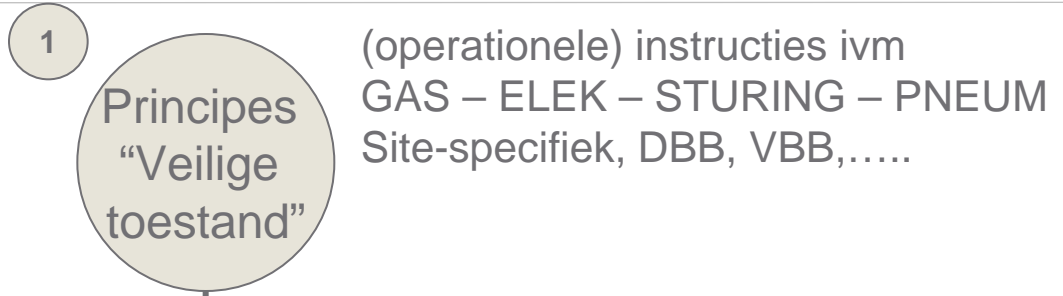 1
Principes
“Veilige
toestand”
(operationele) instructies ivm
GAS – ELEK – STURING – PNEUM
Site-specifiek, DBB, VBB,…..